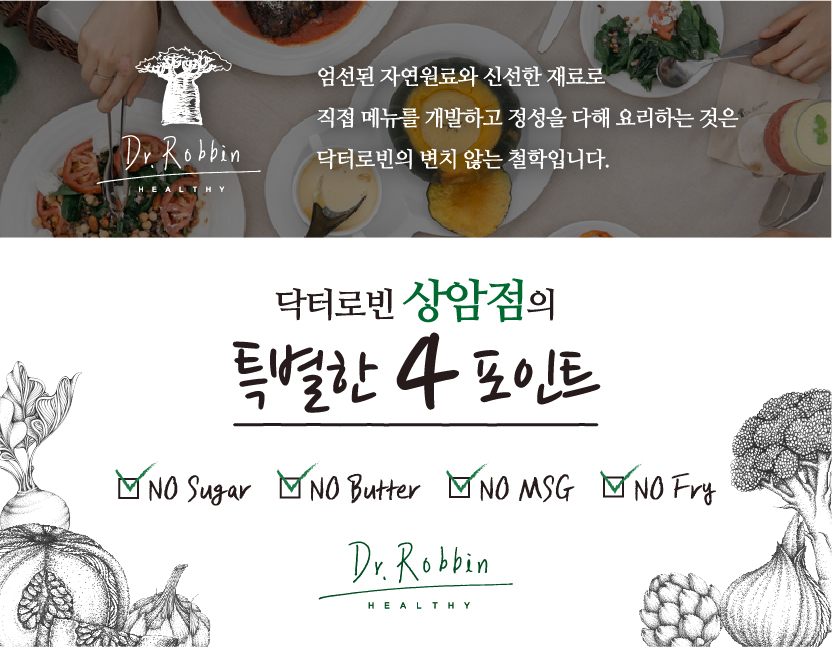 엄선된 자연원료와 신선한 재료로
직접 메뉴를 개발하고 정성을 다해 요리하는 것은
닥터로빈의 변치 않는 철학입니다.
Dr. Robbin
HEALTHY
닥터로빈 상암점의
특별한 4 포인트
NO Sugar NO Butter NO MSG NO Fry
Dr. Robbin
HEALTHY